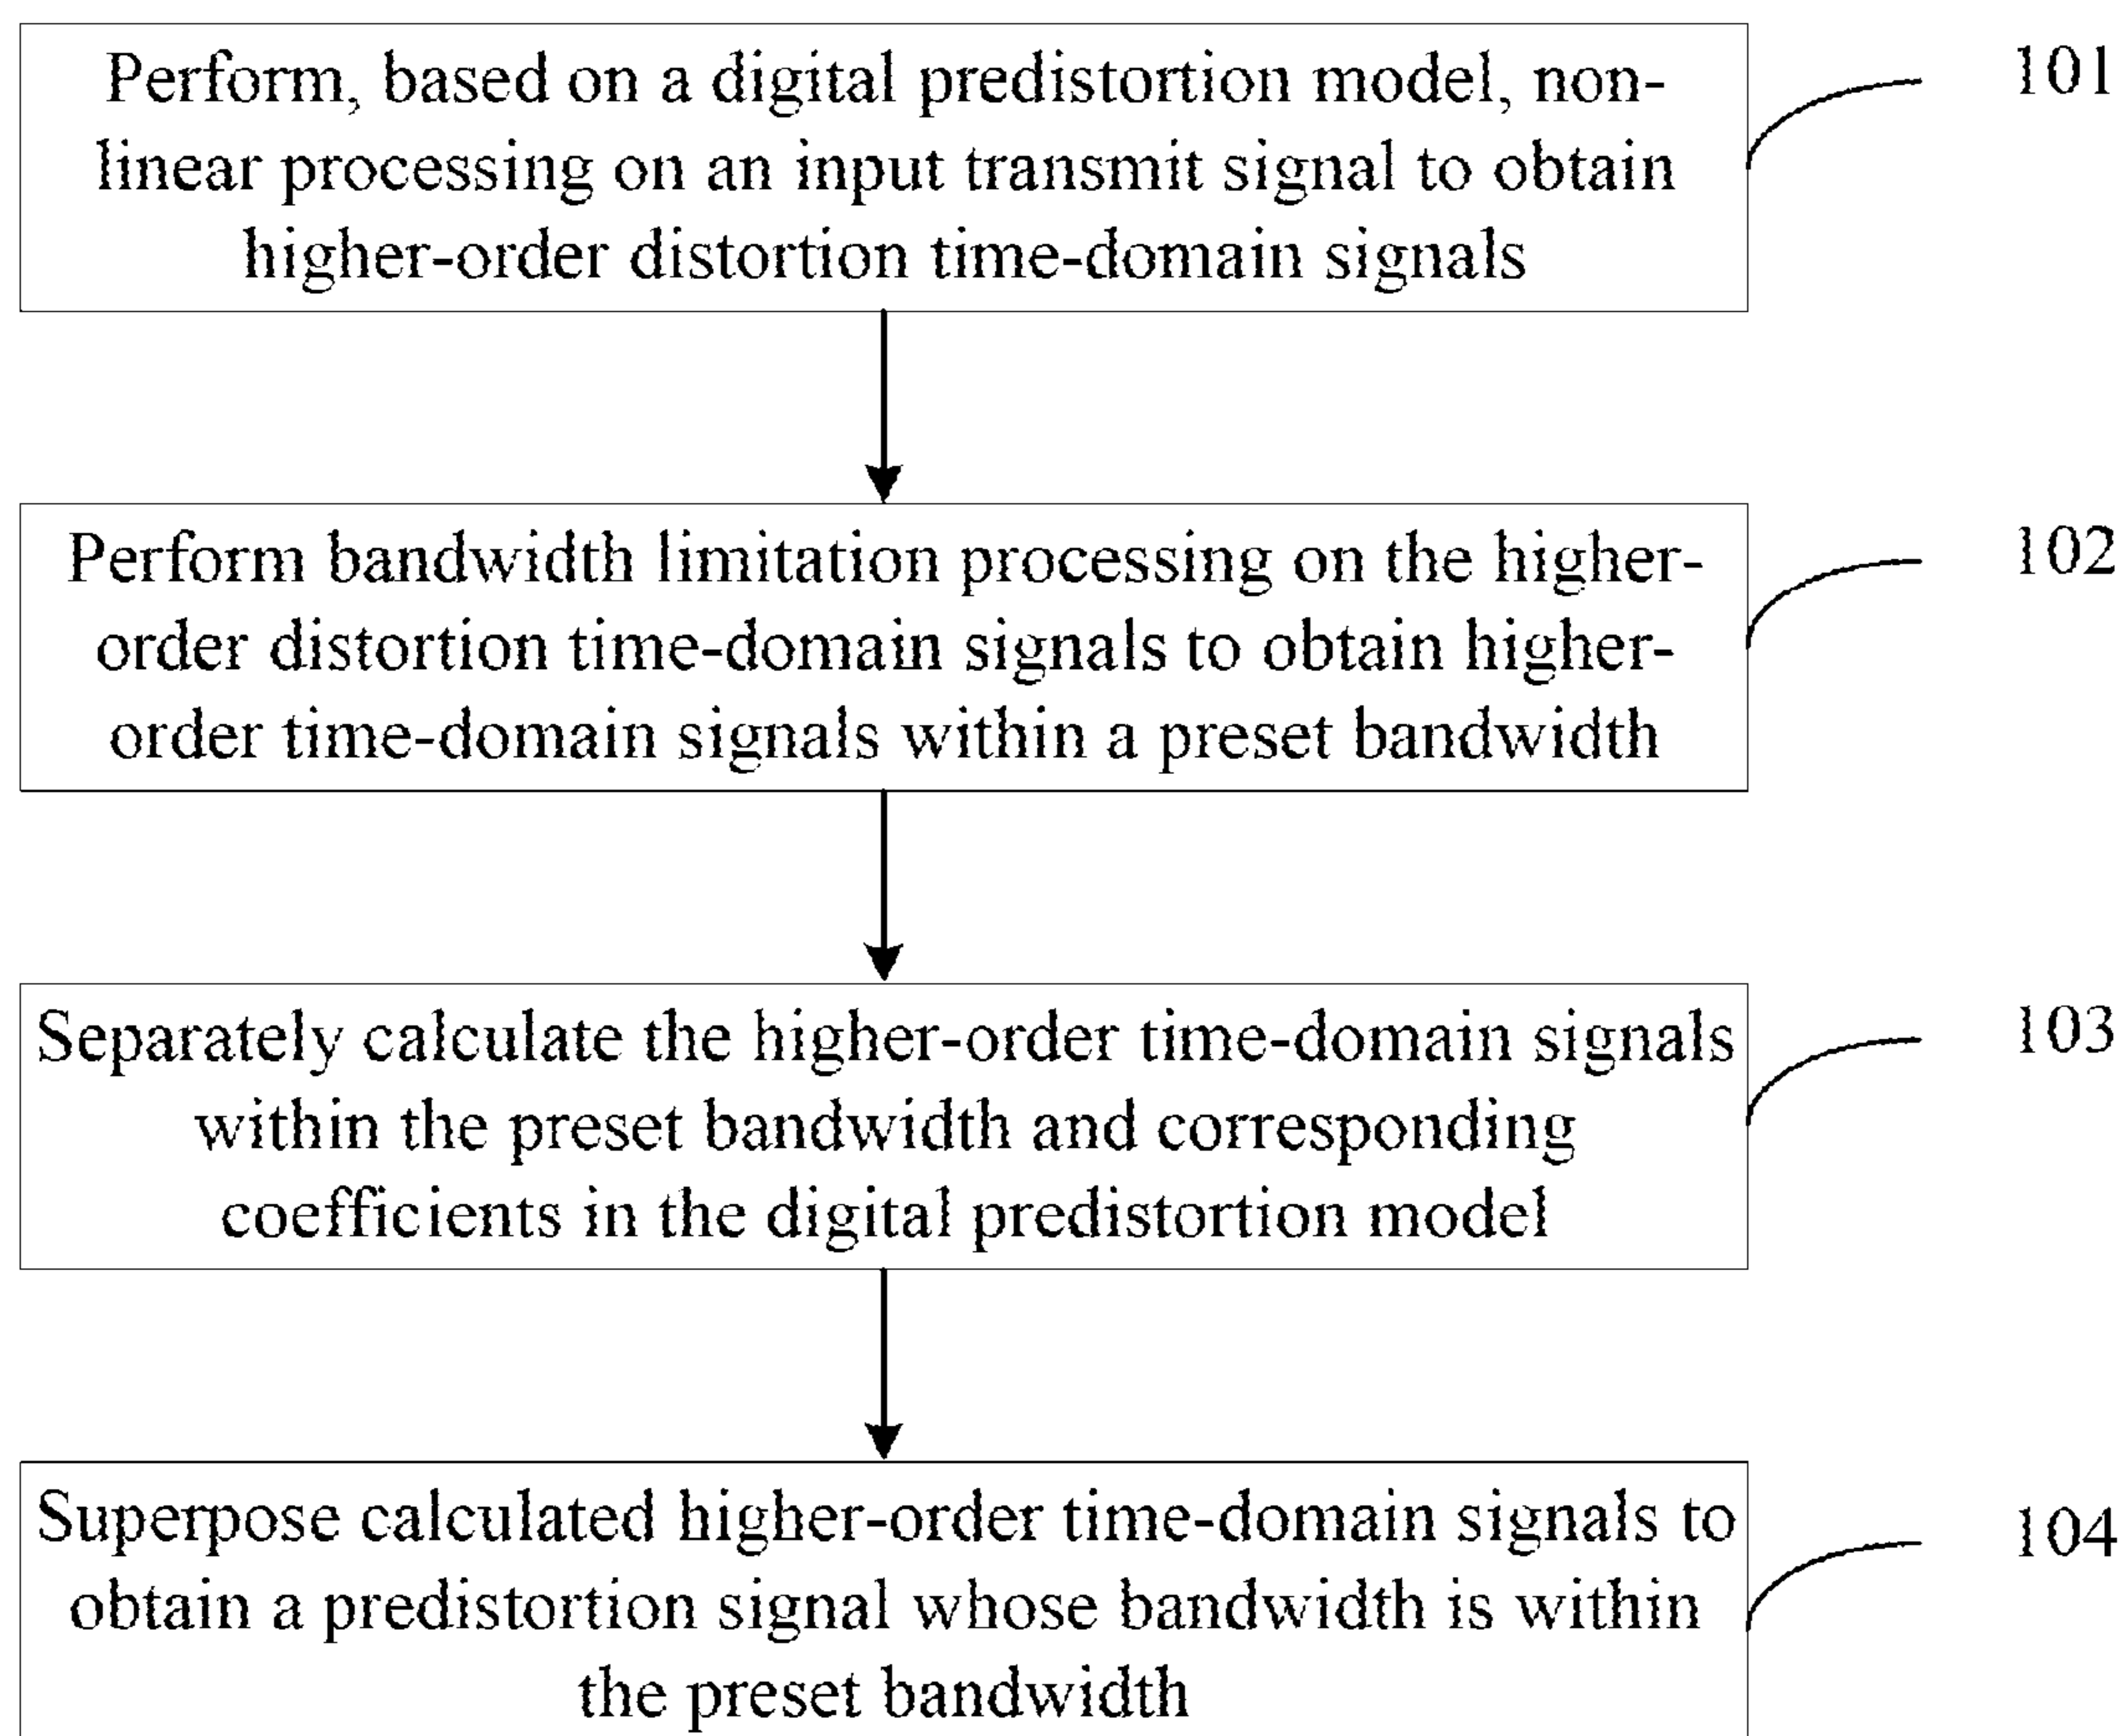 Perform, based on a digital predistortion model, non-
linear processing on an input transmit signal to obtain
higher-order distortion time-domain signals
101
Perform bandwidth limitation processing on the higher-
order distortion time-domain signals to obtain higher-
order time-domain signals within a preset bandwidth
102
Separately calculate the higher-order time-domain signals
within the preset bandwidth and corresponding
coefficients in the digital predistortion model
103
Superpose calculated higher-order time-domain signals to
obtain a predistortion signal whose bandwidth is within
the preset bandwidth
104